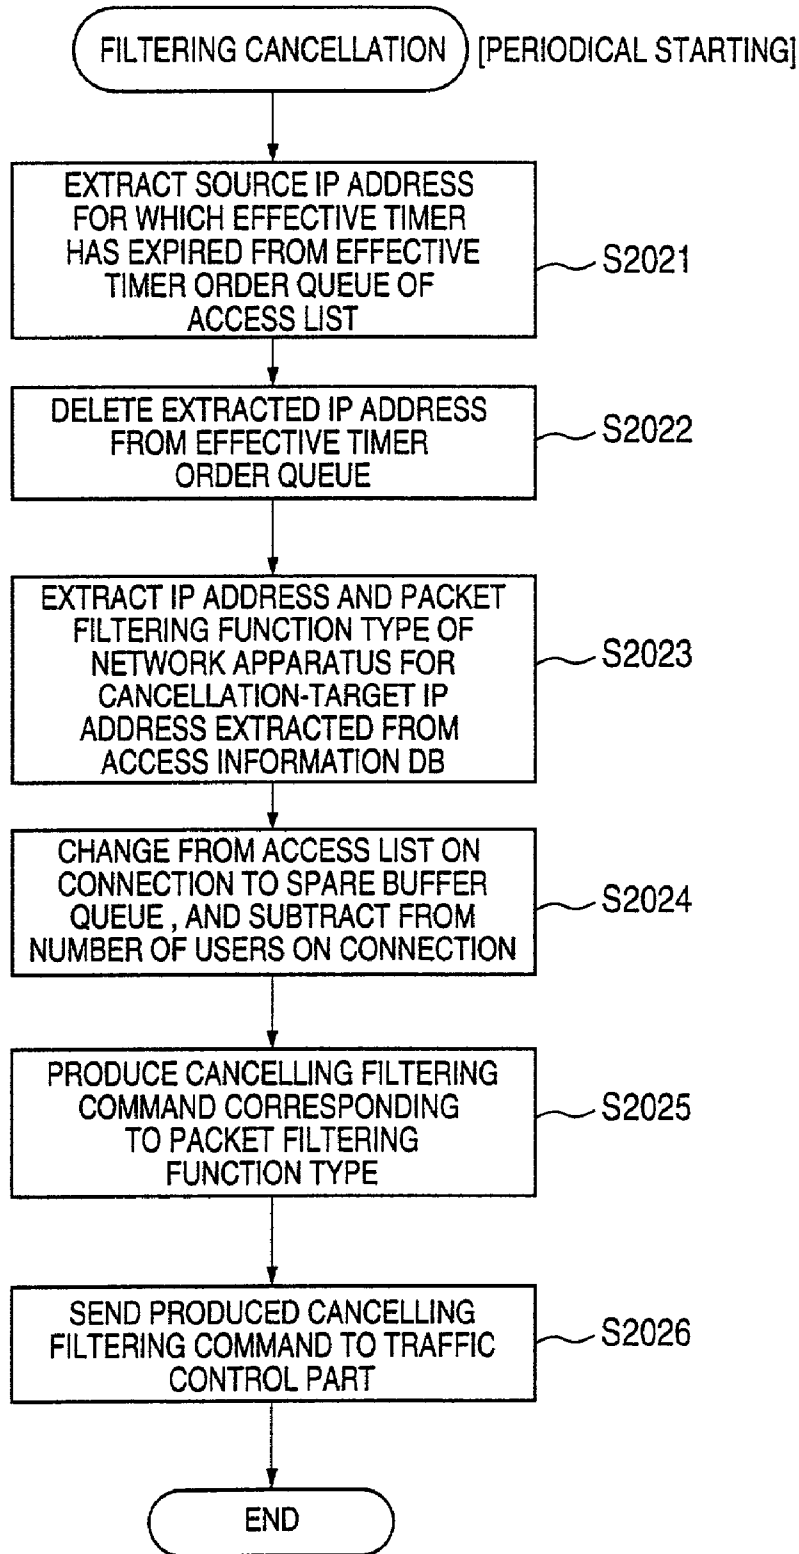 FILTERING CANCELLATION [PERIODICAL STARTING]
EXTRACT SOURCE IP ADDRESS
FOR WHICH EFFECTIVE TIMER
HAS EXPIRED FROM EFFECTIVE
TIMER ORDER QUEUE OF
ACCESS LIST
S2021
DELETE EXTRACTED IP ADDRESS
FROM EFFECTIVE TIMER
ORDER QUEUE
S2022
EXTRACT IP ADDRESS AND PACKET
FILTERING FUNCTION TYPE OF
NETWORK APPARATUS FOR
CANCELLATION-TARGET IP
ADDRESS EXTRACTED FROM
ACCESS INFORMATION DB
S2023
CHANGE FROM ACCESS LIST ON
CONNECTION TO SPARE BUFFER
QUEUE , AND SUBTRACT FROM
NUMBER OF USERS ON CONNECTION
S2024
PRODUCE CANCELLING FILTERING
COMMAND CORRESPONDING
TO PACKET FILTERING
FUNCTION TYPE
S2025
SEND PRODUCED CANCELLING
FILTERING COMMAND TO TRAFFIC
CONTROL PART
S2026
END